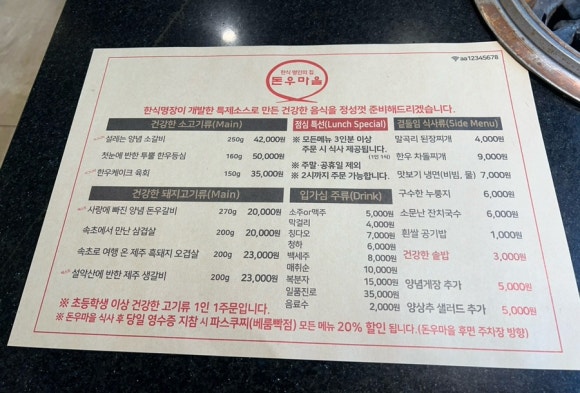 aa12345678
한식 명인의 집
돈우마을
한식명장이 개발한 특제소스로 만든 건강한 음식을 정성껏 준비해드리겠습니다.
건강한 소고기류(Main)
설레는 양념 소갈비 250g 42,000원
첫눈에 반한 투뿔 한우등심 160g 50,000원
한우케이크 육회 150g 35,000원
건강한 돼지고기류(Main)
사랑에 빠진 양념 돈우갈비 270g 20,000원
속초에서 만난 삼겹살 200g 20,000원
속초로 여행 온 제주 흑돼지 오겹살 200g 23,000원
설악산에 반한 제주 생갈비 200g 23,000원
점심 특선(Lunch Special)
※ 모든메뉴 3인분 이상
주문 시 식사 제공됩니다.
(1인 1식)
※ 주말·공휴일 제외
※ 2시까지 주문 가능합니다.
입가심 주류(Drink)
소주or맥주 5,000원
막걸리 4,000원
칭다오 7,000원
청하 6,000원
백세주 8,000원
매취순 10,000원
복분자 15,000원
일품진로 35,000원
음료수 2,000원
곁들임 식사류(Side Menu)
말곡리 된장찌개 4,000원
한우 차돌찌개 9,000원
맛보기 냉면(비빔, 물) 7,000원
구수한 누룽지 6,000원
소문난 잔치국수 6,000원
흰쌀 공기밥 1,000원
건강한 솥밥 3,000원
양념게장 추가 5,000원
양상추 샐러드 추가 5,000원
※ 초등학생 이상 건강한 고기류 1인 1주문입니다.
※ 돈우마을 식사 후 당일 영수증 지참 시 파스쿠찌(베룸빡점) 모든 메뉴 20% 할인 됩니다.(돈우마을 후면 주차장 방향)